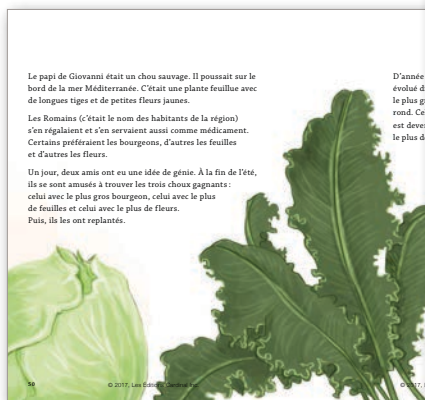 Le papi de Giovanni était un chou sauvage. Il poussait sur le
bord de la mer Méditerranée. C'était une plante feuillue avec
de longues tiges et de petites fleurs jaunes.
Les Romains (c'était le nom des habitants de la région)
s'en régalaient et s'en servaient aussi comme médicament.
Certains préféraient les bourgeons, d'autres les feuilles
et d'autres les fleurs.
Un jour, deux amis ont eu une idée de génie. À la fin de l'été,
ils se sont amusés à trouver les trois choux gagnants :
celui avec le plus gros bourgeon, celui avec le plus
de feuilles et celui avec le plus de fleurs.
Puis, ils les ont replantés.
D'année
évolué
le plus
rond.
est
le plus
© 2017, Les Éditions Cardinal Inc.
© 2017,